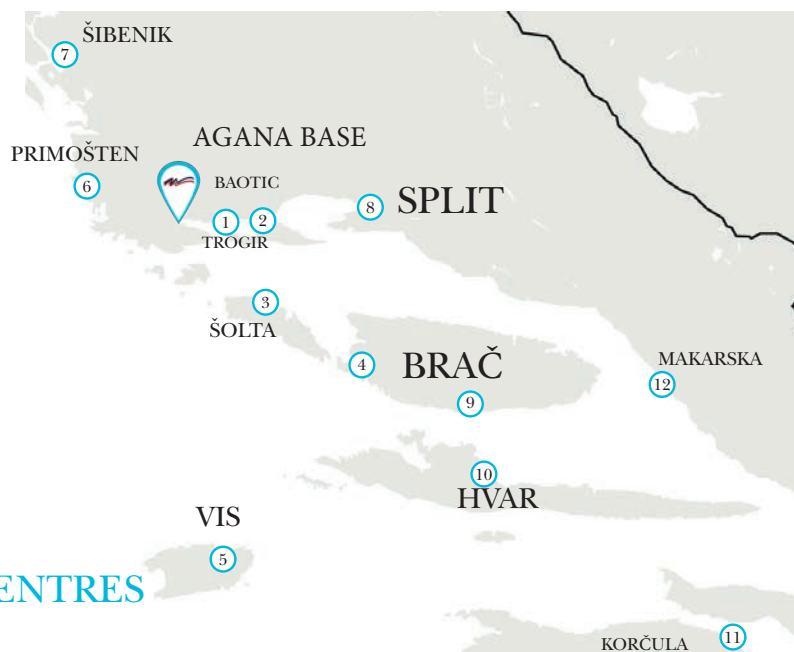 ŠIBENIK
7
AGANA BASE
PRIMOŠTEN
6
BAOTIC
1
2
8
SPLIT
TROGIR
3
ŠOLTA
4
BRAČ
MAKARSKA
12
9
10
HVAR
VIS
5
ENTRES
KORČULA
11